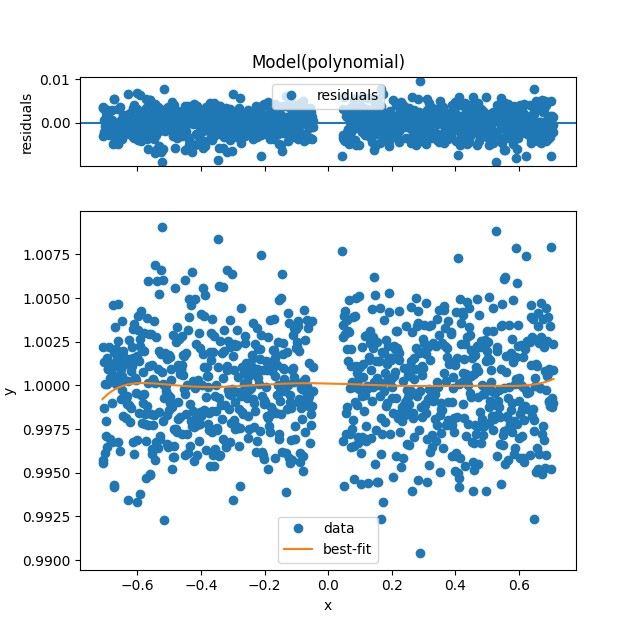 Model(polynomial)
0.01
0.00
residuals
residuals
1.0075
1.0050
1.0025
1.0000
0.9975
0.9950
0.9925
0.9900
y
data
best-fit
−0.6 −0.4 −0.2 0.0 0.2 0.4 0.6
x